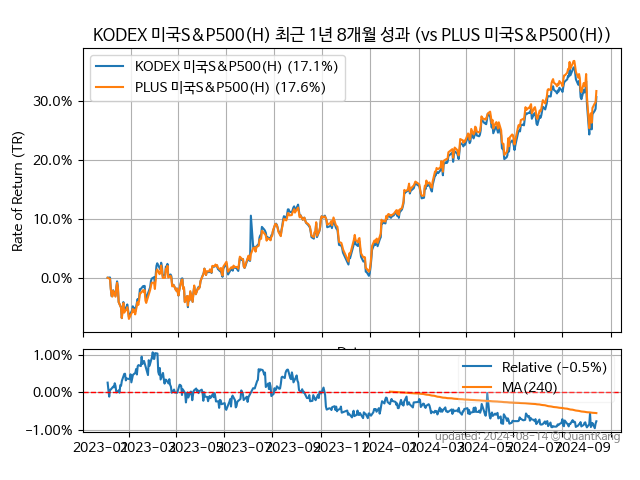 KODEX 미국S&P500(H) 최근 1년 8개월 성과 (vs PLUS 미국S&P500(H))
KODEX 미국S&P500(H) (17.1%)
PLUS 미국S&P500(H) (17.6%)
Rate of Return (TR)
30.0%
20.0%
10.0%
0.0%
1.00%
0.00%
−1.00%
Relative (−0.5%)
MA(240)
2023-01 2023-03 2023-05 2023-07 2023-09 2023-11 2024-01 2024-03 2024-05 2024-07 2024-09
updated: 2024-08-14 © QuantKang